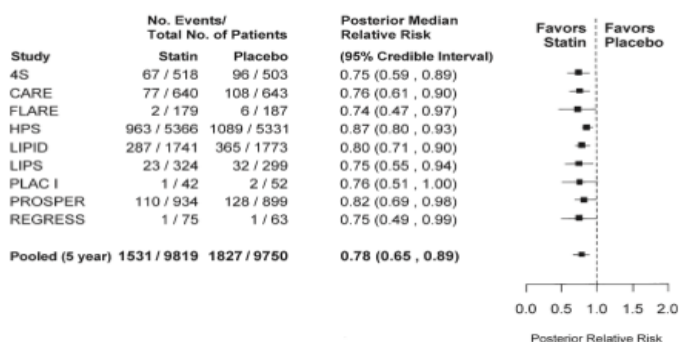 No. Events/ Posterior Median
Total No. of Patients Relative Risk Favors Favors
Study Statin Placebo (95% Credible Interval) Statin Placebo
4S 67 / 518 96 / 503 0.75 (0.59 , 0.89)
CARE 77 / 640 108 / 643 0.76 (0.61 , 0.90)
FLARE 2 / 179 6 / 187 0.74 (0.47 , 0.97)
HPS 963 / 5366 1089 / 5331 0.87 (0.80 , 0.93)
LIPID 287 / 1741 365 / 1773 0.80 (0.71 , 0.90)
LIPS 23 / 324 32 / 299 0.75 (0.55 , 0.94)
PLAC I 1 / 42 2 / 52 0.76 (0.51 , 1.00)
PROSPER 110 / 934 128 / 899 0.82 (0.69 , 0.98)
REGRESS 1 / 75 1 / 63 0.75 (0.49 , 0.99)
Pooled (5 year) 1531 / 9819 1827 / 9750 0.78 (0.65 , 0.89)
0.0 0.5 1.0 1.5 2.0
Posterior Relative Risk